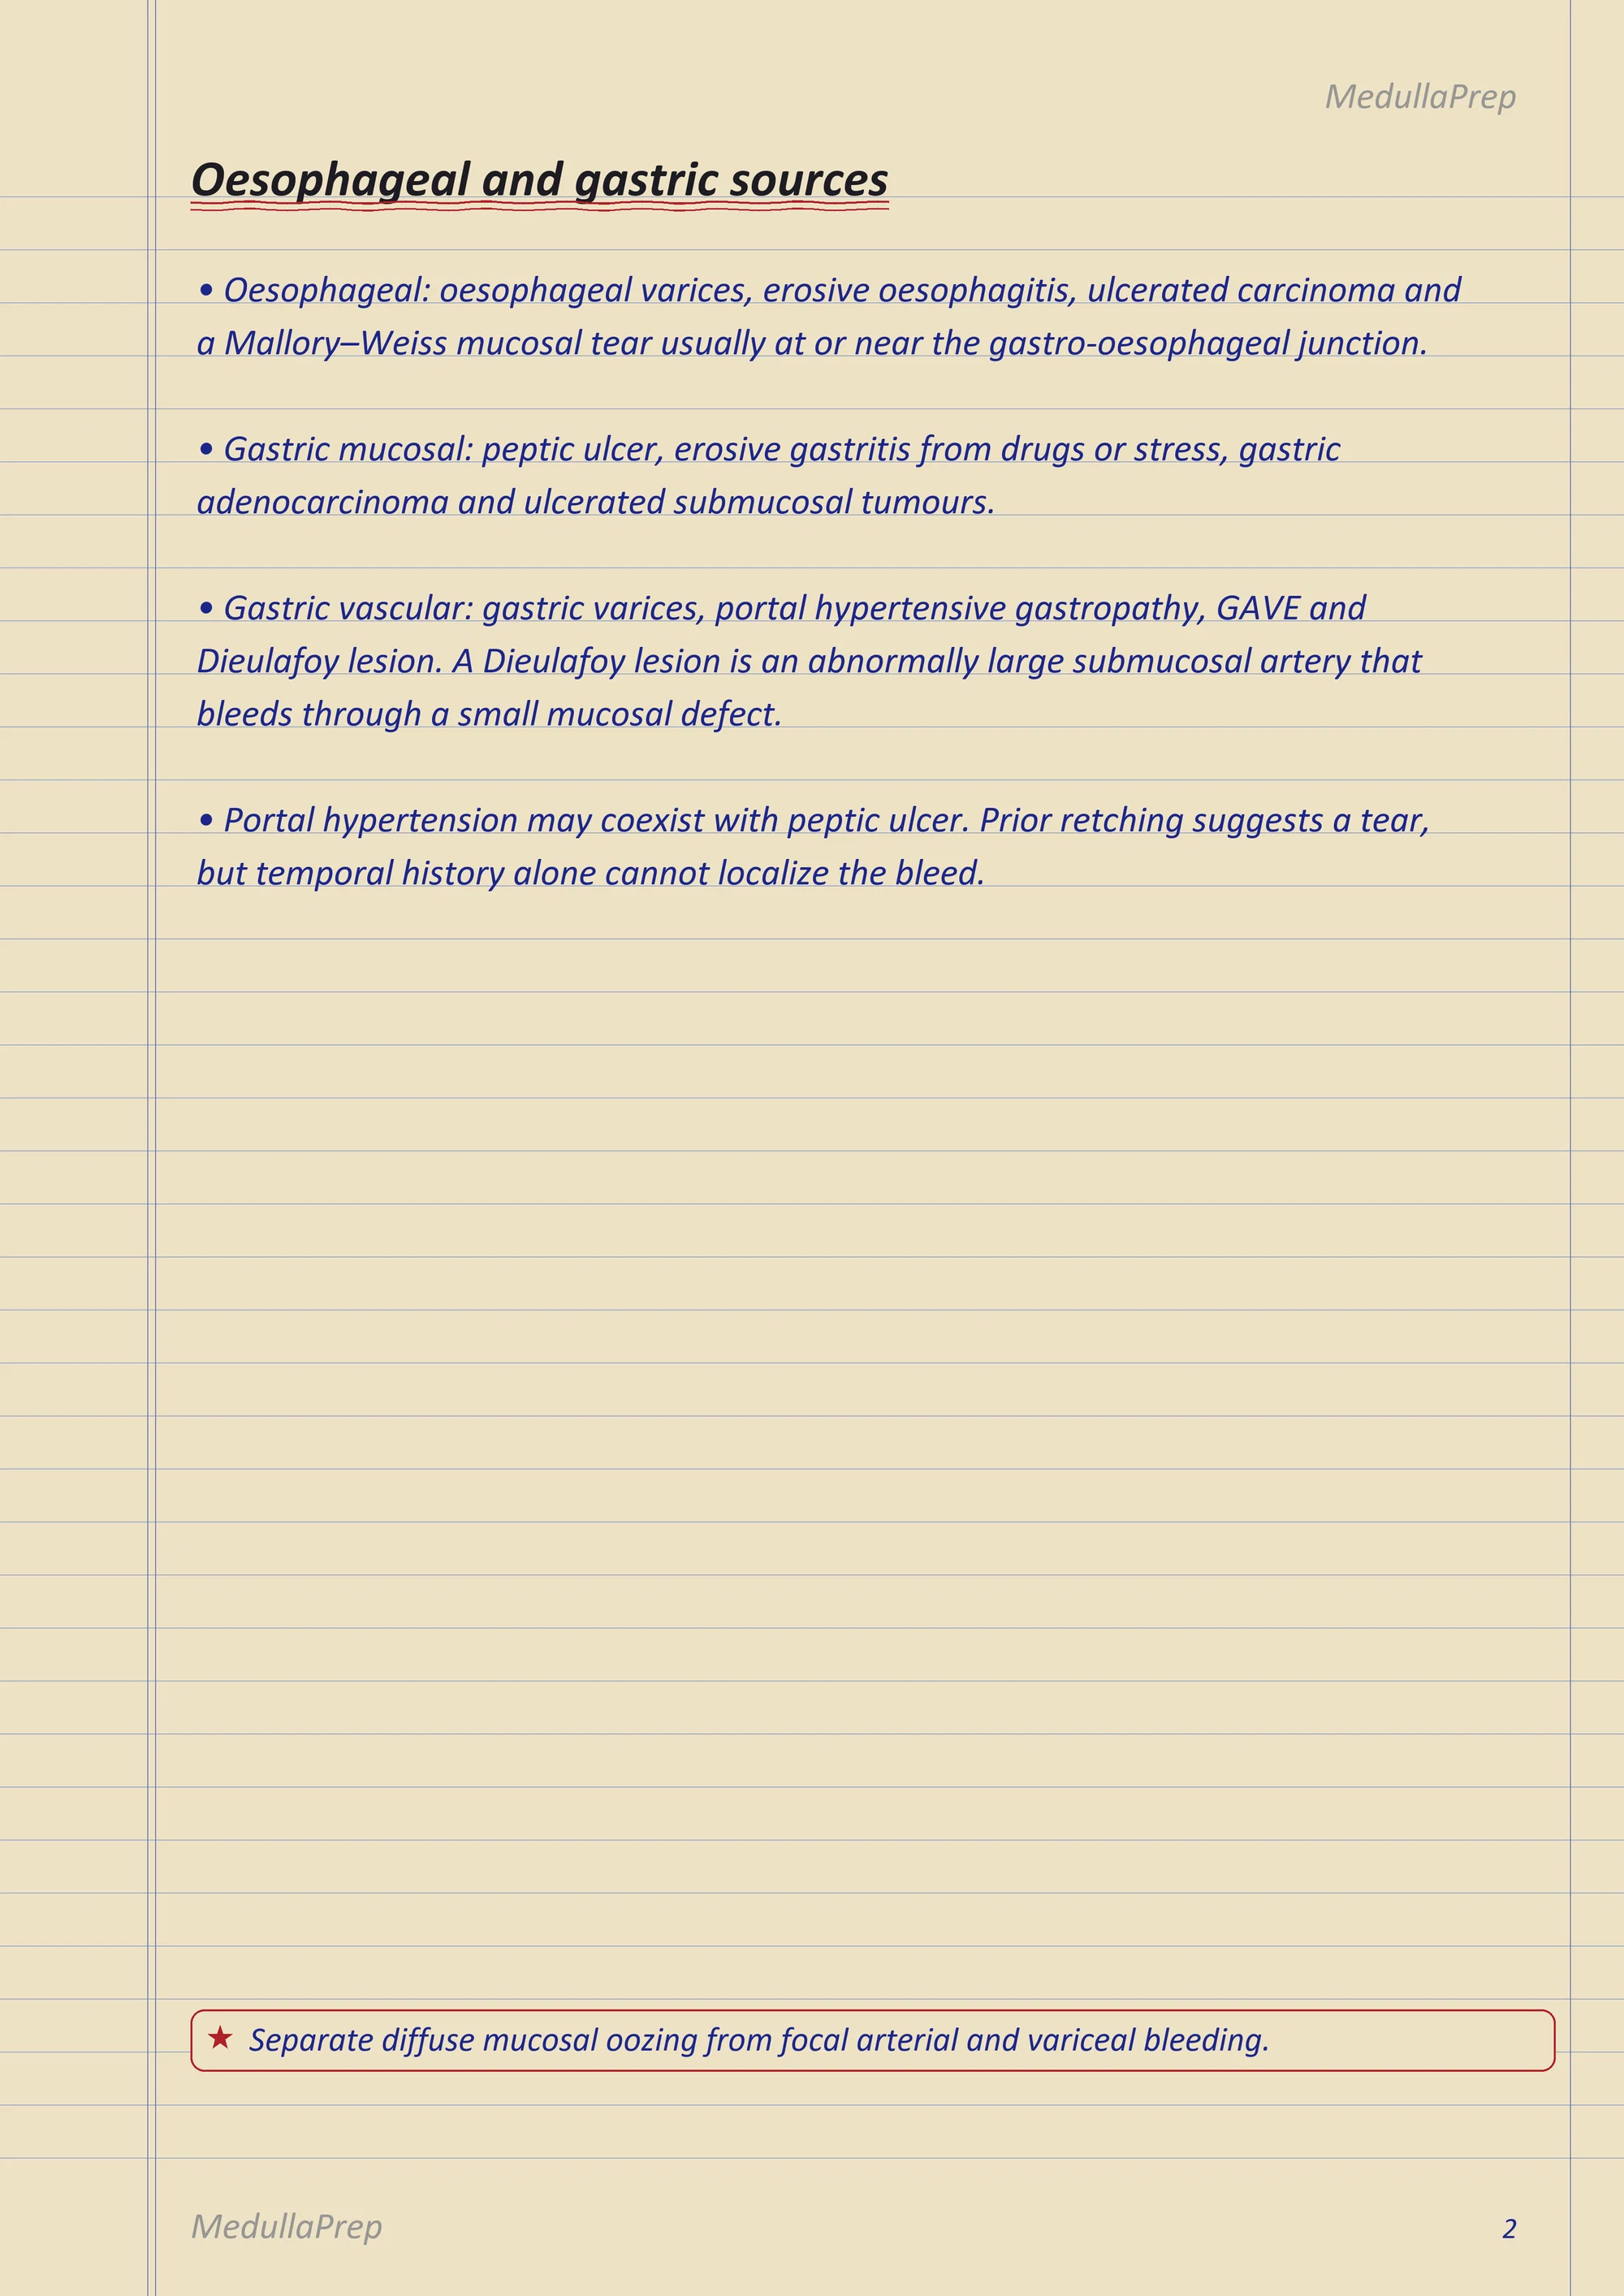 MedullaPrep
Oesophageal and gastric sources
• Oesophageal: oesophageal varices, erosive oesophagitis, ulcerated carcinoma and
a Mallory–Weiss mucosal tear usually at or near the gastro-oesophageal junction.
• Gastric mucosal: peptic ulcer, erosive gastritis from drugs or stress, gastric
adenocarcinoma and ulcerated submucosal tumours.
• Gastric vascular: gastric varices, portal hypertensive gastropathy, GAVE and
Dieulafoy lesion. A Dieulafoy lesion is an abnormally large submucosal artery that
bleeds through a small mucosal defect.
• Portal hypertension may coexist with peptic ulcer. Prior retching suggests a tear,
but temporal history alone cannot localize the bleed.
★ Separate diffuse mucosal oozing from focal arterial and variceal bleeding.
MedullaPrep
2